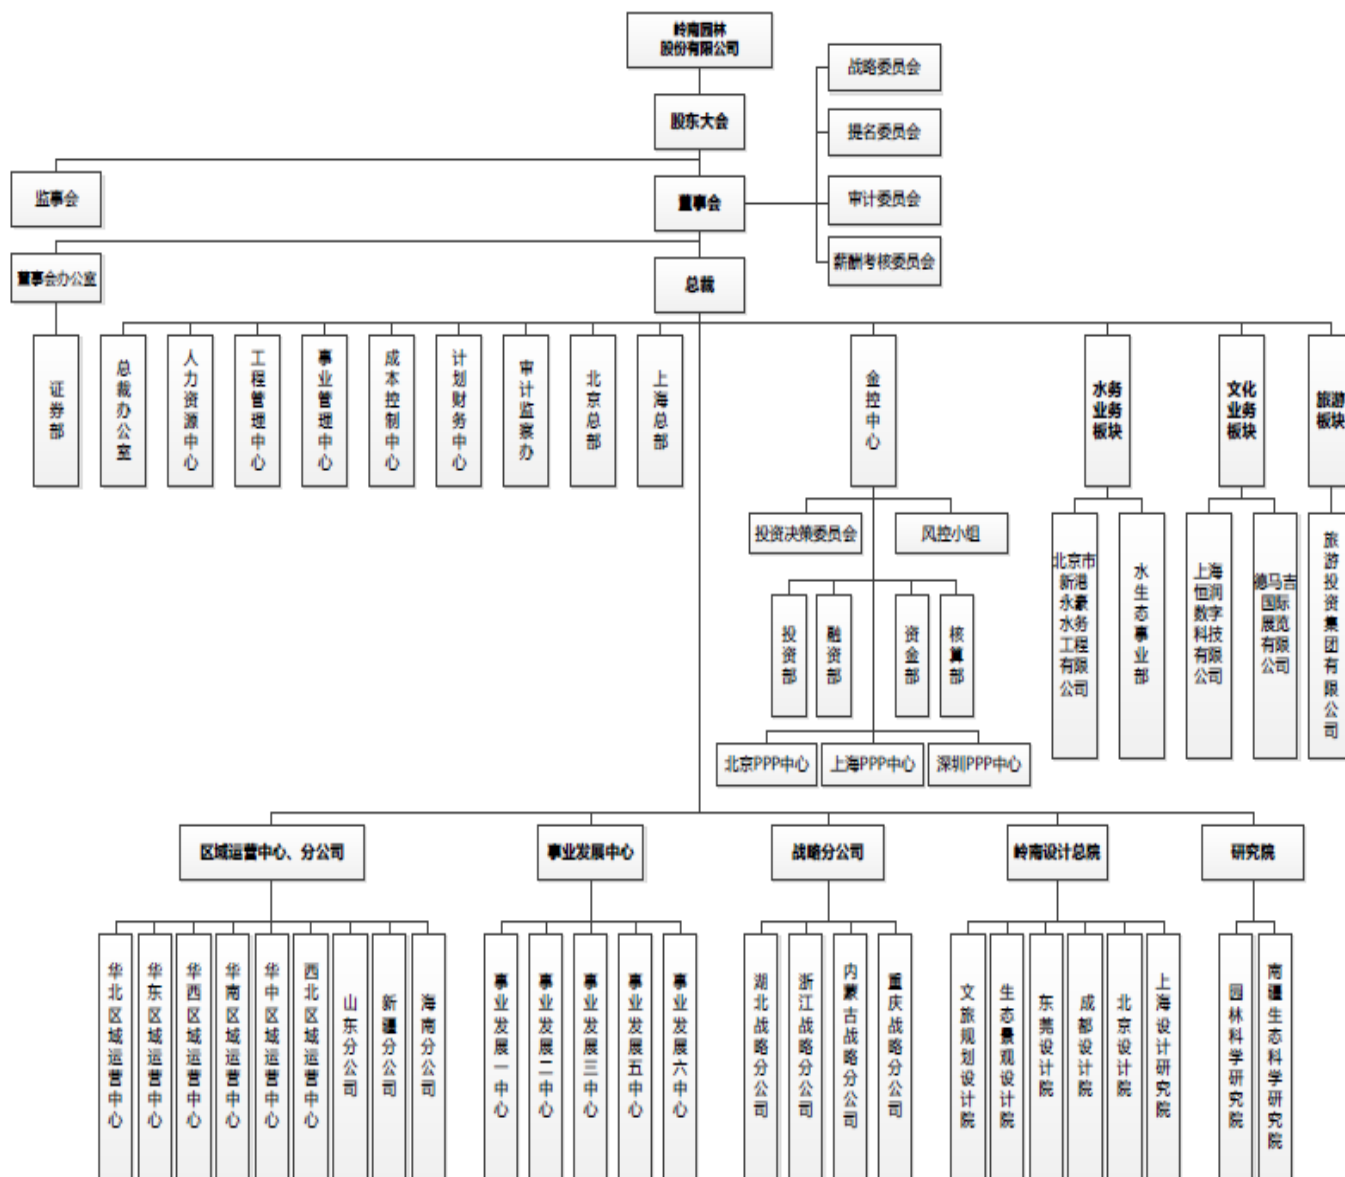 岭南园林
股份有限公司
战略委员会
股东大会
提名委员会
监事会
董事会
审计委员会
董事会办公室
总裁
薪酬考核委员会
证券部
总裁办公室
人力资源中心
工程管理中心
事业管理中心
成本控制中心
计划财务中心
审计监察办
北京总部
上海总部
金控中心
水务
业务
板块
文化
业务
板块
旅游
板块
投资决策委员会
风控小组
北京市
新港
永豪
水务
工程
有限
公司
水生态事业部
上海
恒润
数字
科技
有限
公司
德马吉
国际
展览
有限
公司
旅游投资集团有限公司
投资部
融资部
资金部
核算部
北京PPP中心
上海PPP中心
深圳PPP中心
区域运营中心、分公司
事业发展中心
战略分公司
岭南设计总院
研究院
华北区域运营中心
华东区域运营中心
华西区域运营中心
华南区域运营中心
华中区域运营中心
西北区域运营中心
山东分公司
新疆分公司
海南分公司
事业发展一中心
事业发展二中心
事业发展三中心
事业发展五中心
事业发展六中心
湖北战略分公司
浙江战略分公司
内蒙古战略分公司
重庆战略分公司
文旅规划设计院
生态景观设计院
东莞设计院
成都设计院
北京设计院
上海设计研究院
园林科学研究院
南疆生态科学研究院